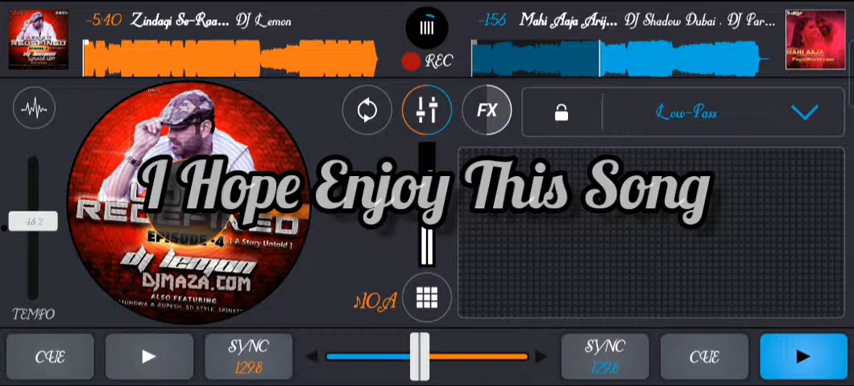 -5:40 Zindagi Se-Raa... DJ Lemon
-1:56 Mahi Aaja Arij... DJ Shadow Dubai . DJ Par...
REC
FX
Low-Pass
I Hope Enjoy This Song
REDEFINED
EPISODE -4 [ A Story Untold ]
dj lemon
DJMAZA.COM
ALSO FEATURING
TEMPO
♪10A
CUE
SYNC
129.8
SYNC
129.8
CUE